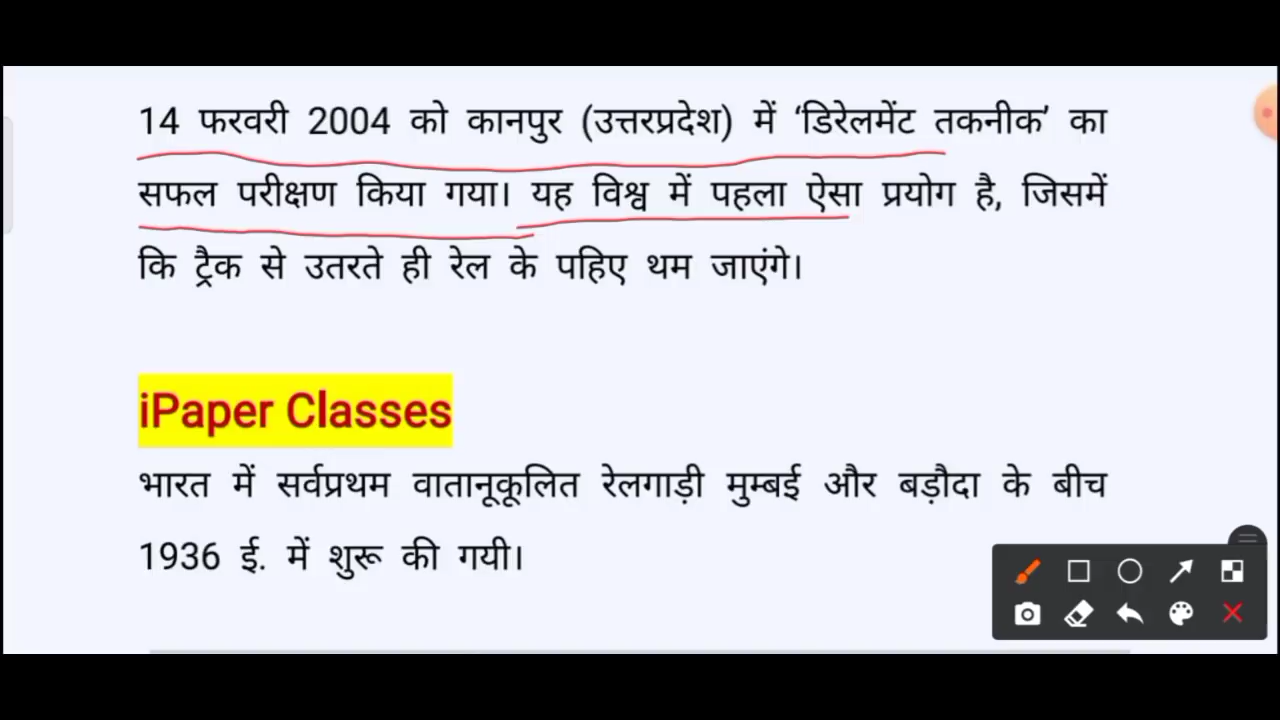 14 फरवरी 2004 को कानपुर (उत्तरप्रदेश) में ‘डिरेलमेंट तकनीक’ का
सफल परीक्षण किया गया। यह विश्व में पहला ऐसा प्रयोग है, जिसमें
कि ट्रैक से उतरते ही रेल के पहिए थम जाएंगे।
iPaper Classes
भारत में सर्वप्रथम वातानूकूलित रेलगाड़ी मुम्बई और बड़ौदा के बीच
1936 ई. में शुरू की गयी।